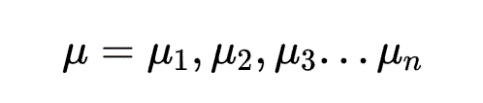 μ = μ₁, μ₂, μ₃... μₙ